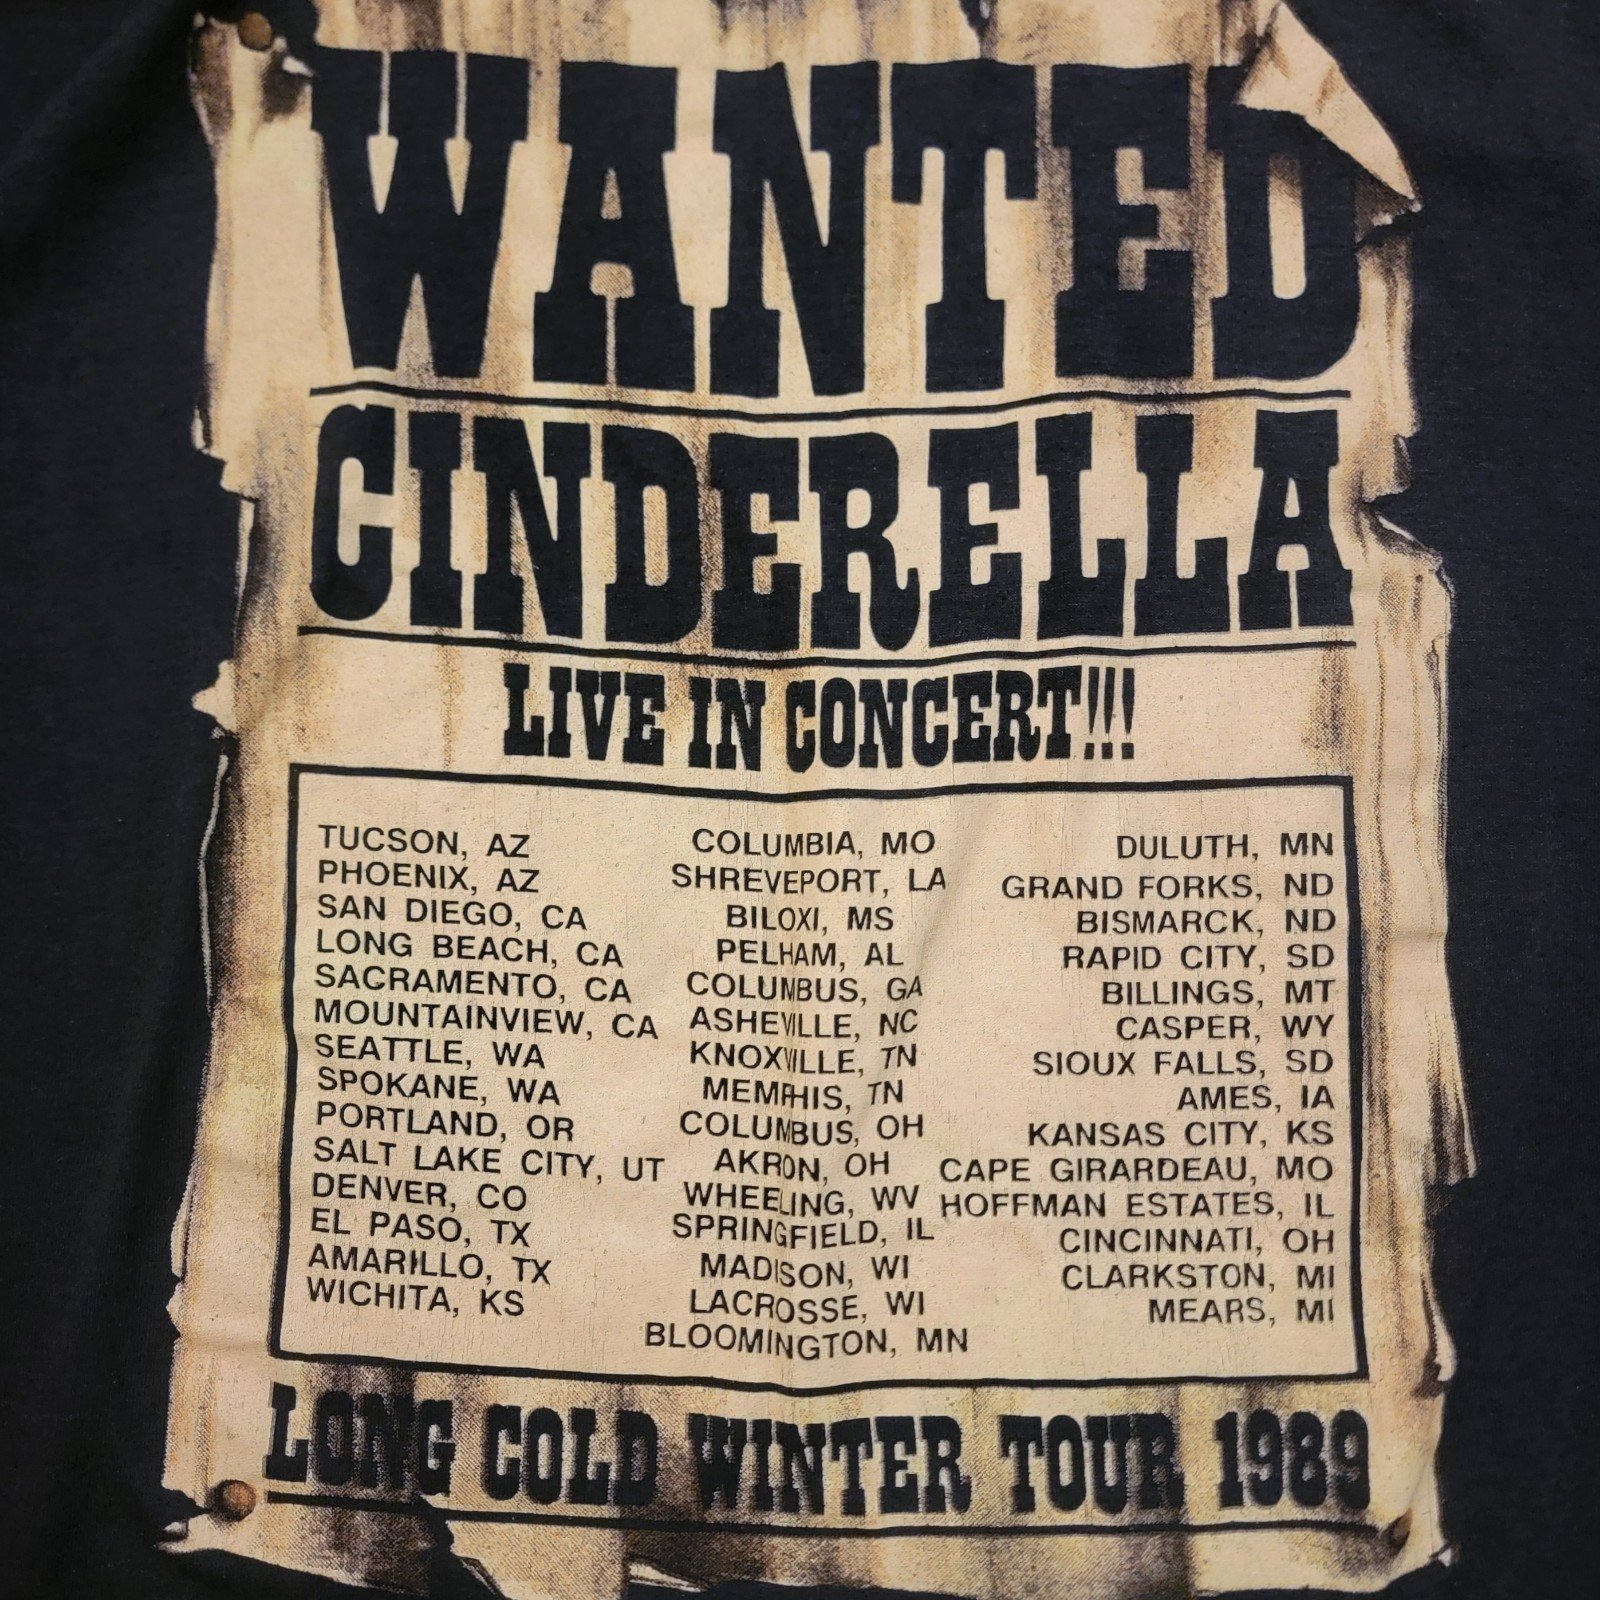 WANTED
CINDERELLA
LIVE IN CONCERT!!!
TUCSON, AZ
PHOENIX, AZ
SAN DIEGO, CA
LONG BEACH, CA
SACRAMENTO, CA
MOUNTAINVIEW, CA
SEATTLE, WA
SPOKANE, WA
PORTLAND, OR
SALT LAKE CITY, UT
DENVER, CO
EL PASO, TX
AMARILLO, TX
WICHITA, KS
COLUMBIA, MO
SHREVEPORT, LA
BILOXI, MS
PELHAM, AL
COLUMBUS, GA
ASHEVILLE, NC
KNOXVILLE, TN
MEMPHIS, TN
COLUMBUS, OH
AKRON, OH
WHEELING, WV
SPRINGFIELD, IL
MADISON, WI
LACROSSE, WI
BLOOMINGTON, MN
DULUTH, MN
GRAND FORKS, ND
BISMARCK, ND
RAPID CITY, SD
BILLINGS, MT
CASPER, WY
SIOUX FALLS, SD
AMES, IA
KANSAS CITY, KS
CAPE GIRARDEAU, MO
HOFFMAN ESTATES, IL
CINCINNATI, OH
CLARKSTON, MI
MEARS, MI
LONG COLD WINTER TOUR 1989